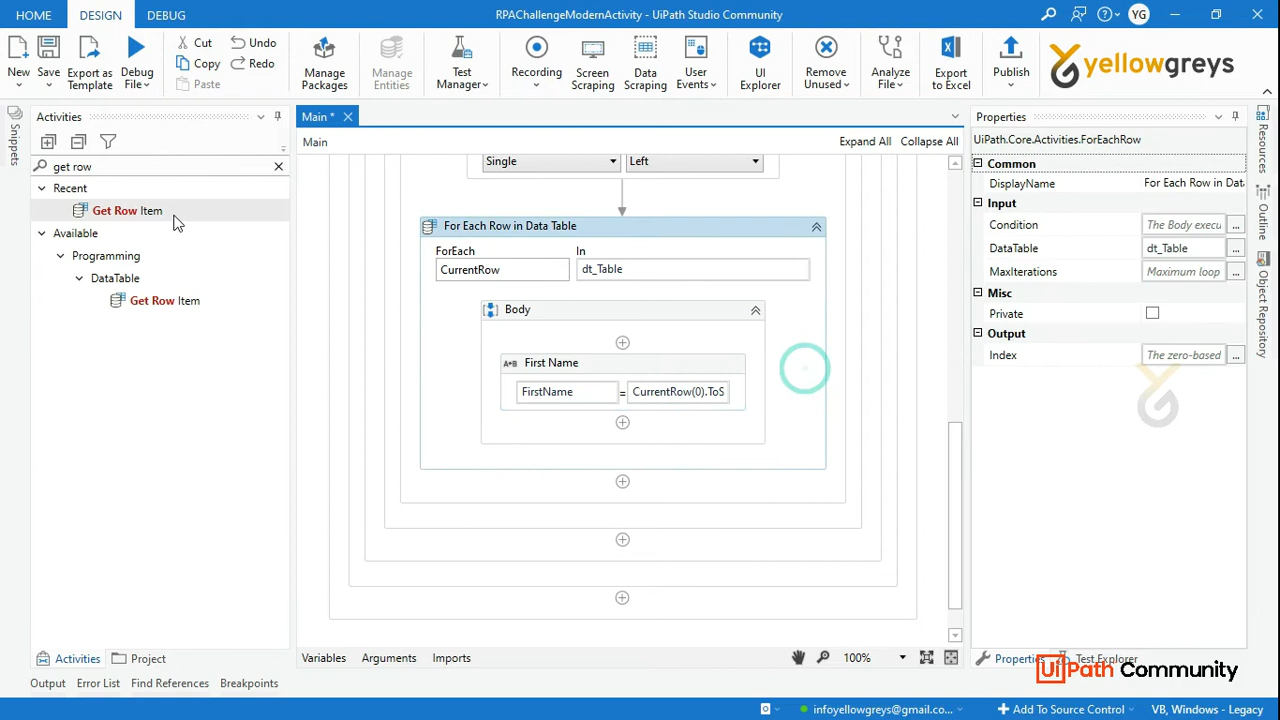 HOME
DESIGN
DEBUG
RPAChallengeModernActivity - UiPath Studio Community
YG
New
Save
Export as Template
Debug File
Cut
Copy
Paste
Undo
Redo
Manage Packages
Manage Entities
Test Manager
Recording
Screen Scraping
Data Scraping
User Events
UI Explorer
Remove Unused
Analyze File
Export to Excel
Publish
yellowgreys
Snippets
Activities
get row
Recent
Get Row Item
Available
Programming
DataTable
Get Row Item
Activities
Project
Main *
Main
Expand All
Collapse All
Single
Left
For Each Row in Data Table
ForEach
In
CurrentRow
dt_Table
Body
A+B First Name
FirstName = CurrentRow(0).ToS
Variables
Arguments
Imports
100%
Properties
UiPath.Core.Activities.ForEachRow
Common
DisplayName For Each Row in Data
Input
Condition The Body execu ...
DataTable dt_Table ...
MaxIterations Maximum loop ...
Misc
Private
Output
Index The zero-based ...
Properties
Test Explorer
Resources
Outline
Object Repository
UiPath Community
Output
Error List
Find References
Breakpoints
infoyellowgreys@gmail.co...
Add To Source Control
VB, Windows - Legacy